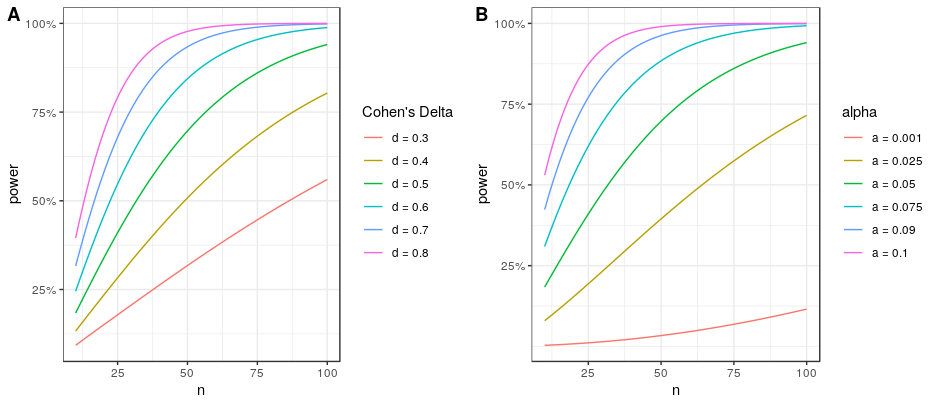 A
100%
75%
50%
25%
power
25
50
75
100
n
Cohen's Delta
d = 0.3
d = 0.4
d = 0.5
d = 0.6
d = 0.7
d = 0.8
B
100%
75%
50%
25%
power
25
50
75
100
n
alpha
a = 0.001
a = 0.025
a = 0.05
a = 0.075
a = 0.09
a = 0.1